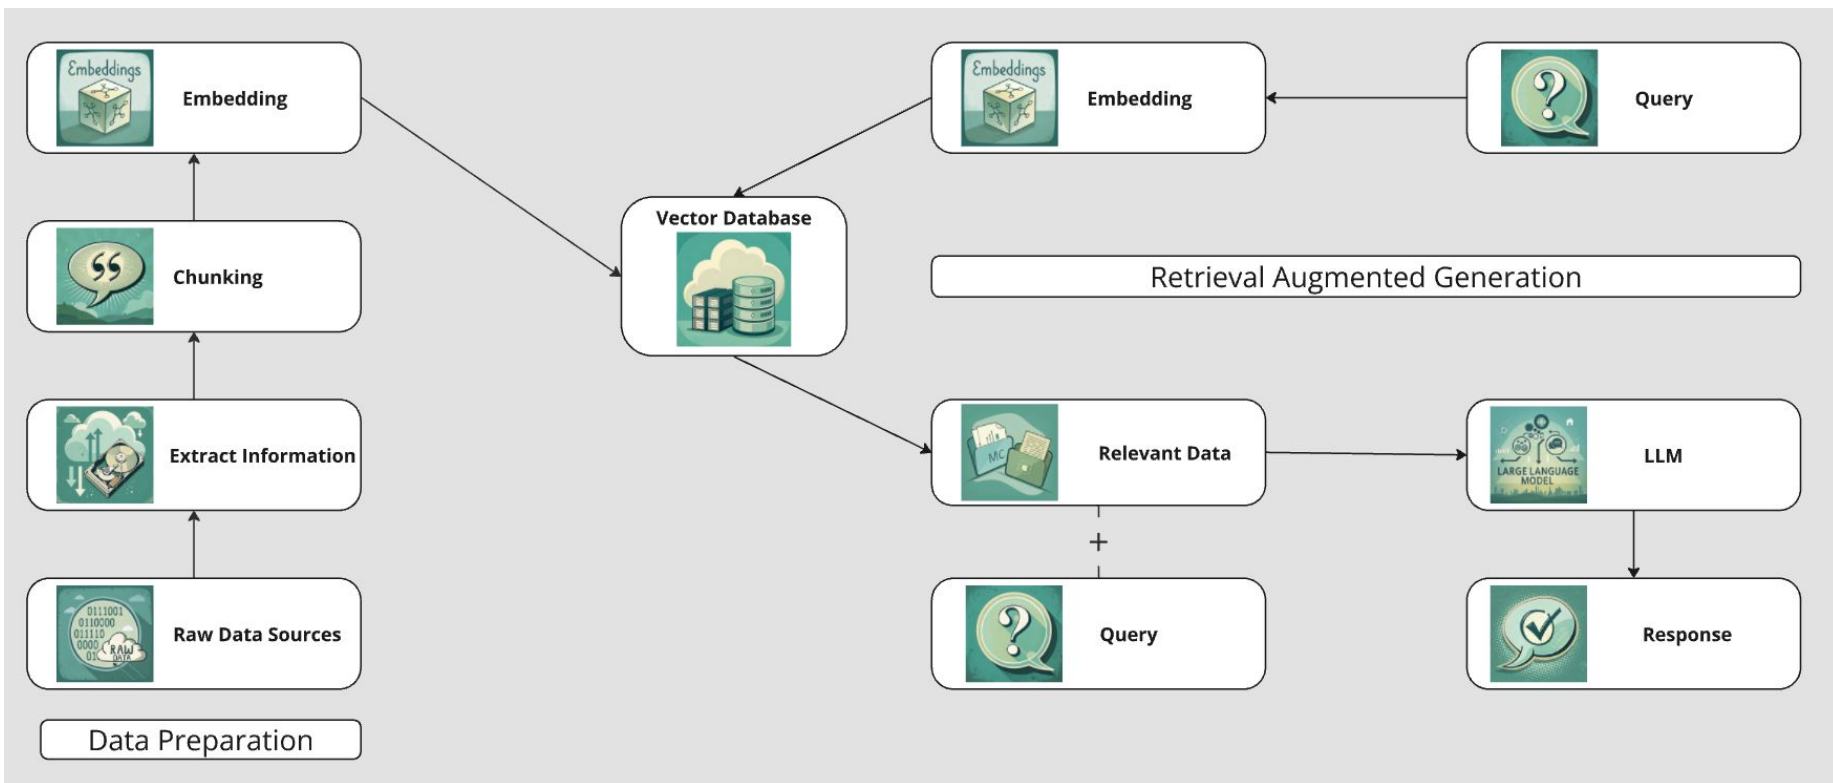 Embeddings
Embedding
Embeddings
Embedding
Query
Vector Database
Chunking
Retrieval Augmented Generation
Extract Information
MC
Relevant Data
LARGE LANGUAGE
MODEL
LLM
+
0111001
0110000
011110
0000
01
RAW
DATA
Raw Data Sources
Query
Response
Data Preparation